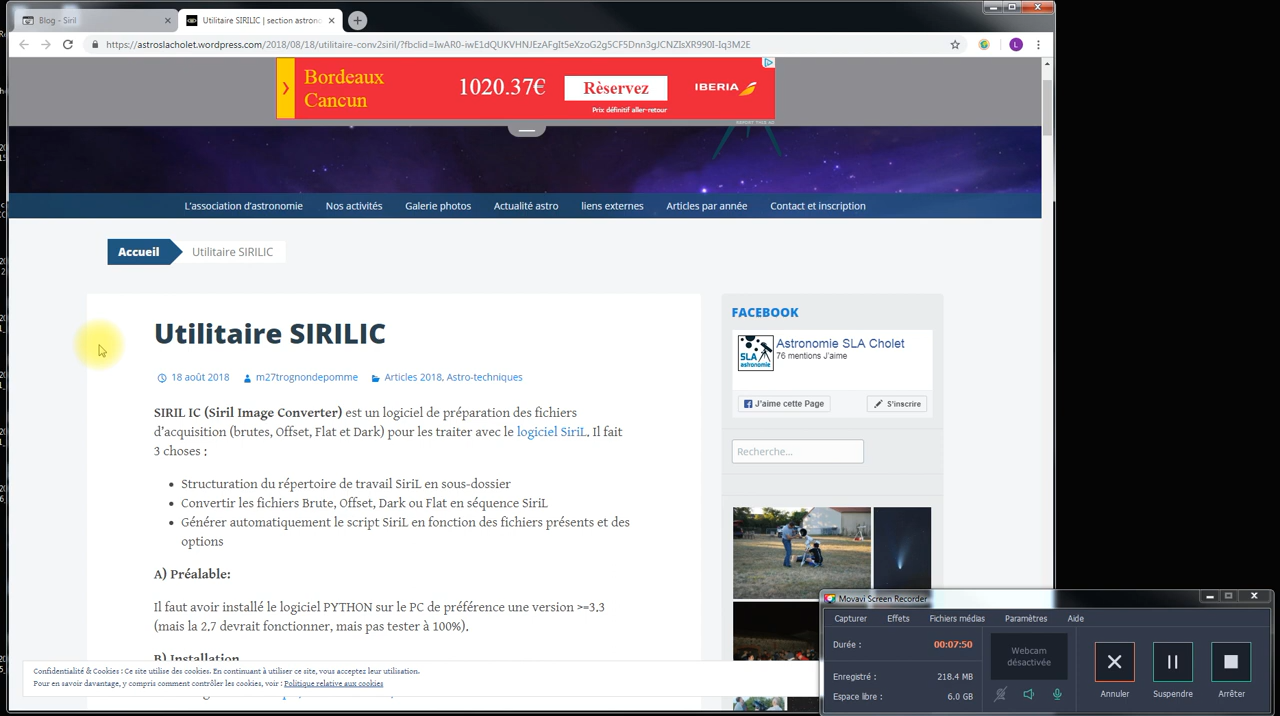 Blog - Siril
Utilitaire SIRILIC | section astronc
https://astroslacholet.wordpress.com/2018/08/18/utilitaire-conv2siril/?fbclid=IwAR0-iwE1dQUKVHNJEzAFgIt5eXzoG2g5CF5Dnn3gJCNZIsXR990I-Iq3M2E
L
Bordeaux
Cancun
1020.37€
Rèservez
Prix définitif aller-retour
IBERIA
REPORT THIS AD
L'association d'astronomie
Nos activités
Galerie photos
Actualité astro
liens externes
Articles par année
Contact et inscription
Accueil
Utilitaire SIRILIC
Utilitaire SIRILIC
18 août 2018
m27trognondepomme
Articles 2018, Astro-techniques
SIRIL IC (Siril Image Converter) est un logiciel de préparation des fichiers
d'acquisition (brutes, Offset, Flat et Dark) pour les traiter avec le logiciel SiriL. Il fait
3 choses :
• Structuration du répertoire de travail SiriL en sous-dossier
• Convertir les fichiers Brute, Offset, Dark ou Flat en séquence SiriL
• Générer automatiquement le script SiriL en fonction des fichiers présents et des
options
A) Préalable:
Il faut avoir installé le logiciel PYTHON sur le PC de préférence une version >=3.3
(mais la 2.7 devrait fonctionner, mais pas tester à 100%).
B) Installation
Confidentialité & Cookies : Ce site utilise des cookies. En continuant à utiliser ce site, vous acceptez leur utilisation.
Pour en savoir davantage, y compris comment contrôler les cookies, voir : Politique relative aux cookies
FACEBOOK
SLA
astronomie
Astronomie SLA Cholet
76 mentions J'aime
J'aime cette Page
S'inscrire
Recherche...
Movavi Screen Recorder
Capturer
Effets
Fichiers médias
Paramètres
Aide
Durée :
00:07:50
Enregistré :
218.4 MB
Espace libre :
6.0 GB
Webcam
désactivée
Annuler
Suspendre
Arrêter